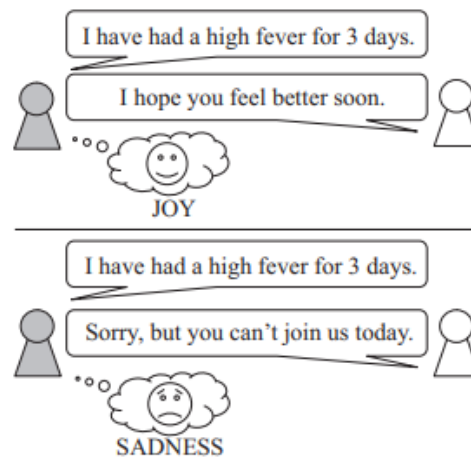 I have had a high fever for 3 days.
I hope you feel better soon.
JOY
I have had a high fever for 3 days.
Sorry, but you can’t join us today.
SADNESS